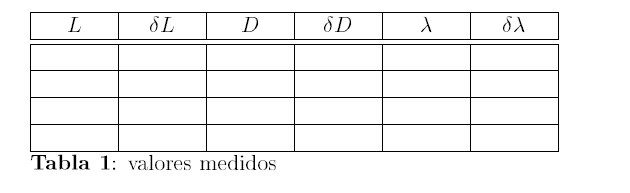 L δL D δD λ δλ
Tabla 1: valores medidos